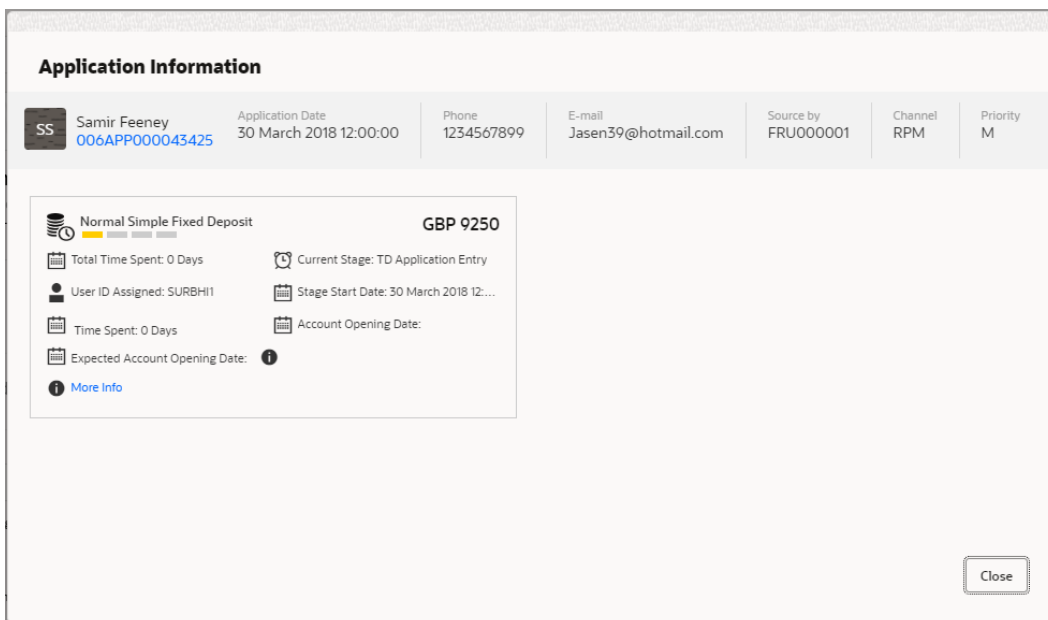 Application Information
SS
Samir Feeney
006APP000043425
Application Date
30 March 2018 12:00:00
Phone
1234567899
E-mail
Jasen39@hotmail.com
Source by
FRU000001
Channel
RPM
Priority
M
Normal Simple Fixed Deposit
GBP 9250
Total Time Spent: 0 Days
Current Stage: TD Application Entry
User ID Assigned: SURBHI1
Stage Start Date: 30 March 2018 12:...
Time Spent: 0 Days
Account Opening Date:
Expected Account Opening Date:
More Info
Close